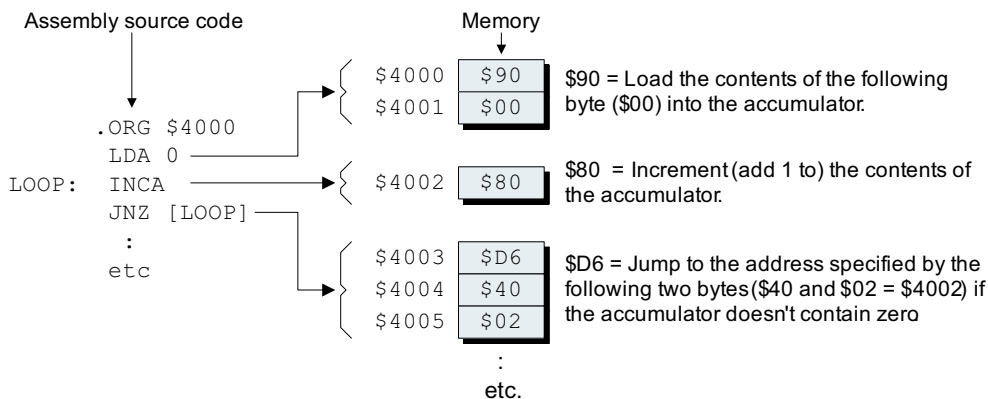 Assembly source code
Memory
.ORG $4000
LDA 0
LOOP: INCA
JNZ [LOOP]
:
etc
$4000 $90
$4001 $00
$90 = Load the contents of the following
byte ($00) into the accumulator.
$4002 $80
$80 = Increment (add 1 to) the contents of
the accumulator.
$4003 $D6
$4004 $40
$4005 $02
$D6 = Jump to the address specified by the
following two bytes ($40 and $02 = $4002) if
the accumulator doesn't contain zero
:
etc.